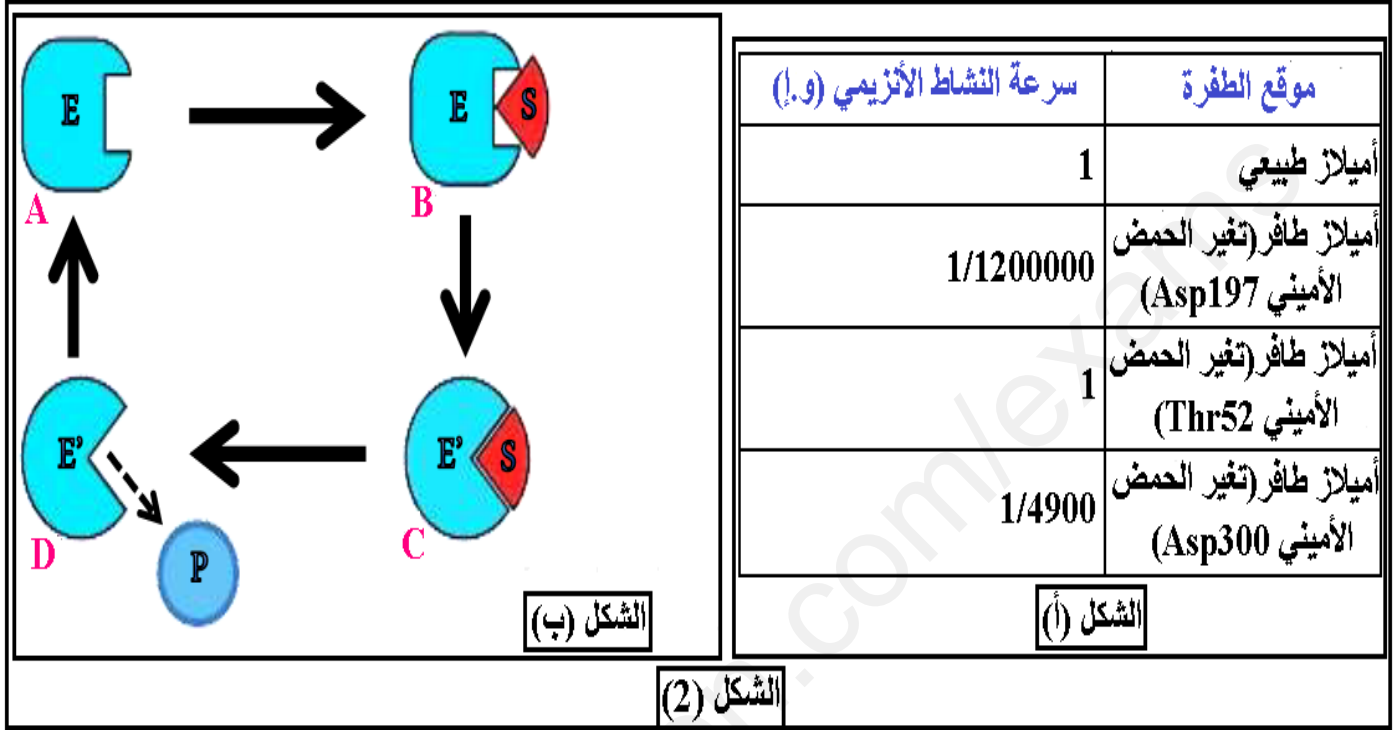 موقع الطفرة
سرعة النشاط الأنزيمي (و.إ)
أميلاز طبيعي
1
أميلاز طافر(تغير الحمض
الأميني Asp197)
1/1200000
أميلاز طافر(تغير الحمض
الأميني Thr52)
1
أميلاز طافر(تغير الحمض
الأميني Asp300)
1/4900
الشكل (أ)
E
A
E
S
B
E’
S
C
E’
D
P
الشكل (ب)
الشكل (2)